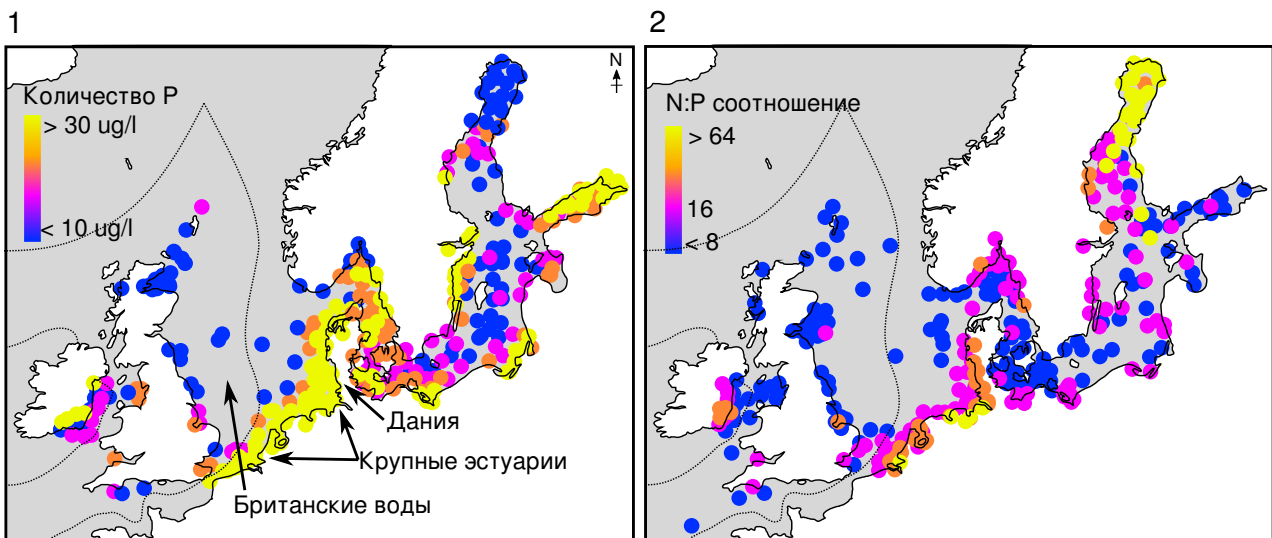 1
N
Количество P
> 30 ug/l
< 10 ug/l
Дания
Крупные эстуарии
Британские воды
2
N:P соотношение
> 64
16
< 8